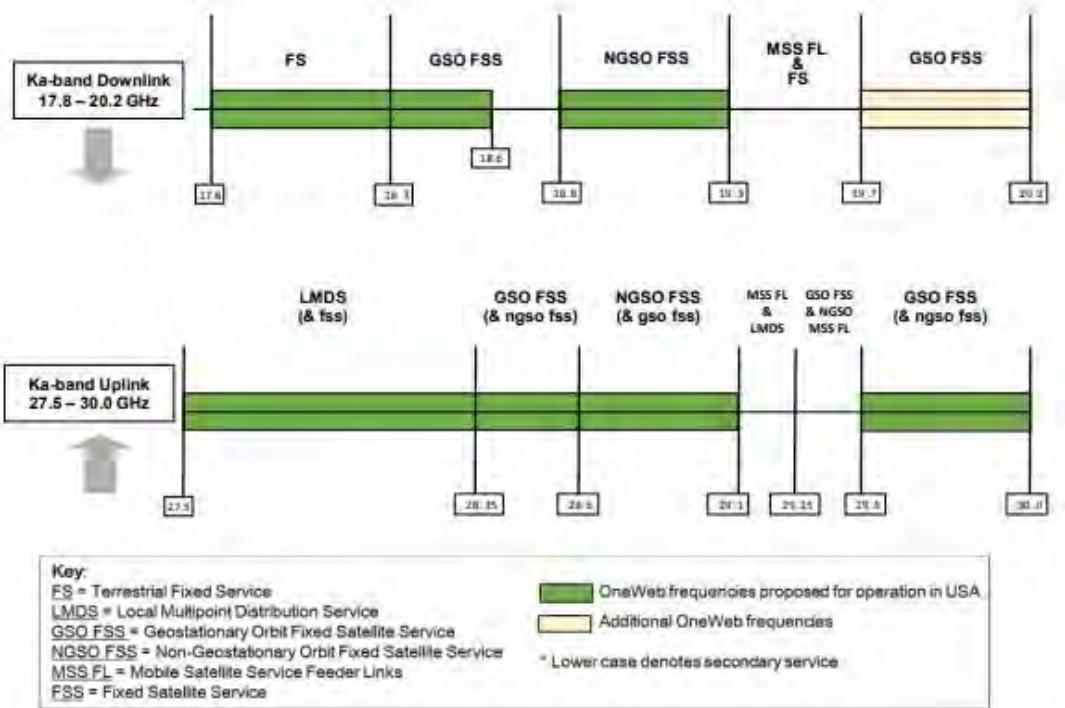 FS
GSO FSS
NGSO FSS
MSS FL
&
FS
GSO FSS
Ka-band Downlink
17.8 – 20.2 GHz
18.6
17.8
18.3
18.8
19.3
19.7
20.2
LMDS
(& fss)
GSO FSS
(& ngso fss)
NGSO FSS
(& gso fss)
MSS FL
&
LMDS
GSO FSS
& NGSO
MSS FL
GSO FSS
(& ngso fss)
Ka-band Uplink
27.5 – 30.0 GHz
27.5
28.35
28.6
29.1
29.25
29.5
30.0
Key:
FS = Terrestrial Fixed Service
LMDS = Local Multipoint Distribution Service
GSO FSS = Geostationary Orbit Fixed Satellite Service
NGSO FSS = Non-Geostationary Orbit Fixed Satellite Service
MSS FL = Mobile Satellite Service Feeder Links
FSS = Fixed Satellite Service
OneWeb frequencies proposed for operation in USA
Additional OneWeb frequencies
* Lower case denotes secondary service